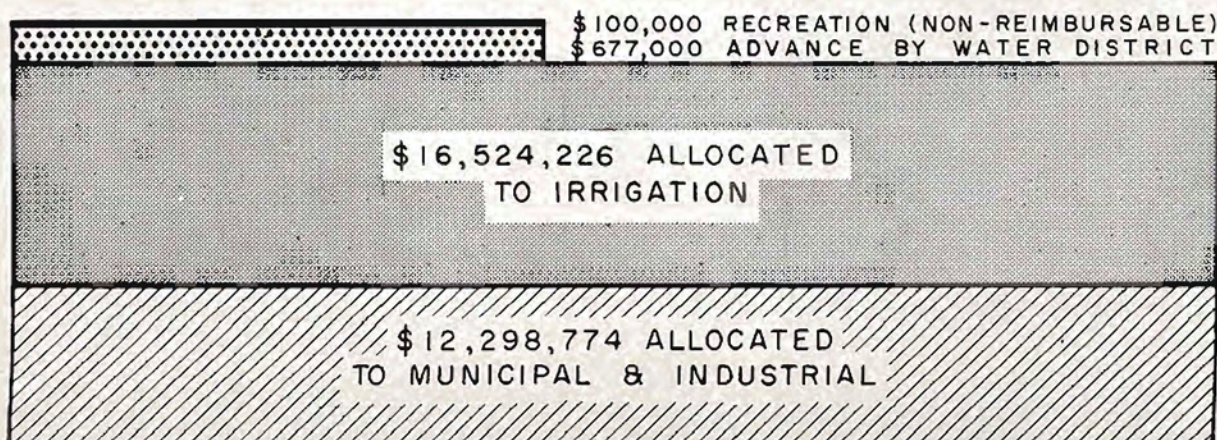 $100,000 RECREATION (NON-REIMBURSABLE)
$677,000 ADVANCE BY WATER DISTRICT
$16,524,226 ALLOCATED
TO IRRIGATION
$12,298,774 ALLOCATED
TO MUNICIPAL & INDUSTRIAL